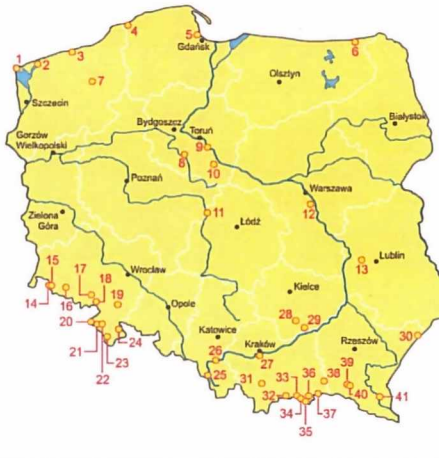 4
5
Gdańsk
6
1
2
3
7
Olsztyn
Szczecin
Bydgoszcz
Toruń
Białystok
Gorzów
Wielkopolski
8
9
10
Poznań
Warszawa
12
11
Zielona
Góra
Łódź
13
Lublin
15
14
16
17
18
19
Wrocław
Opole
Kielce
28
29
30
20
21
22
23
24
Katowice
Kraków
Rzeszów
26
27
25
31
32
33
34
35
36
37
38
39
40
41